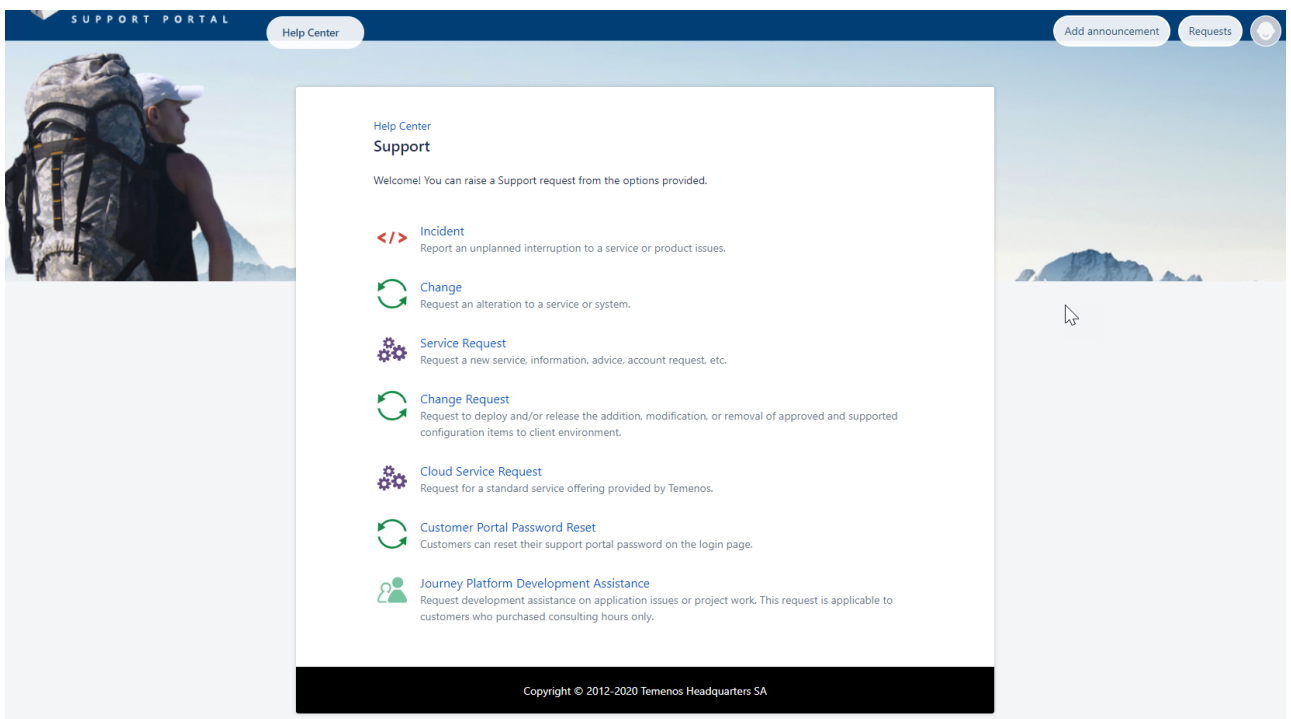 SUPPORT PORTAL
Help Center
Add announcement
Requests
Help Center
Support
Welcome! You can raise a Support request from the options provided.
</>
Incident
Report an unplanned interruption to a service or product issues.
Change
Request an alteration to a service or system.
Service Request
Request a new service, information, advice, account request, etc.
Change Request
Request to deploy and/or release the addition, modification, or removal of approved and supported
configuration items to client environment.
Cloud Service Request
Request for a standard service offering provided by Temenos.
Customer Portal Password Reset
Customers can reset their support portal password on the login page.
Journey Platform Development Assistance
Request development assistance on application issues or project work. This request is applicable to
customers who purchased consulting hours only.
Copyright © 2012-2020 Temenos Headquarters SA